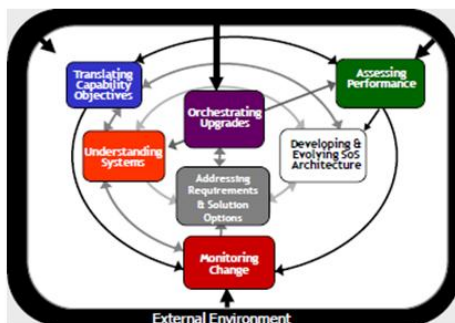 Translating
Capability
Objectives
Assessing
Performance
Orchestrating
Upgrades
Understanding
Systems
Developing &
Evolving SoS
Architecture
Addressing
Requirements
& Solution
Options
Monitoring
Change
External Environment